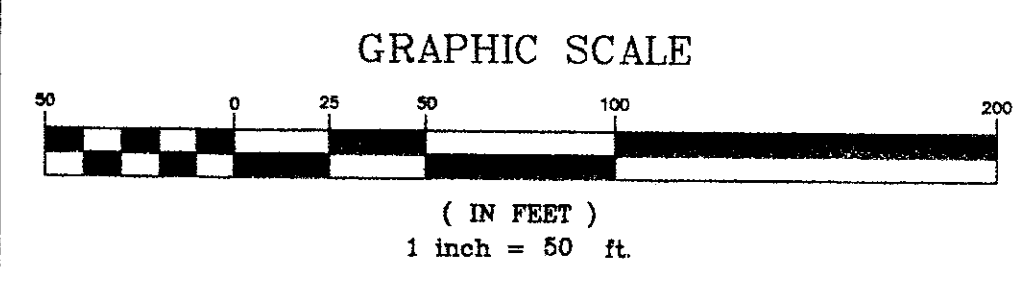 GRAPHIC SCALE
50 0 25 50 100 200
( IN FEET )
1 inch = 50 ft.